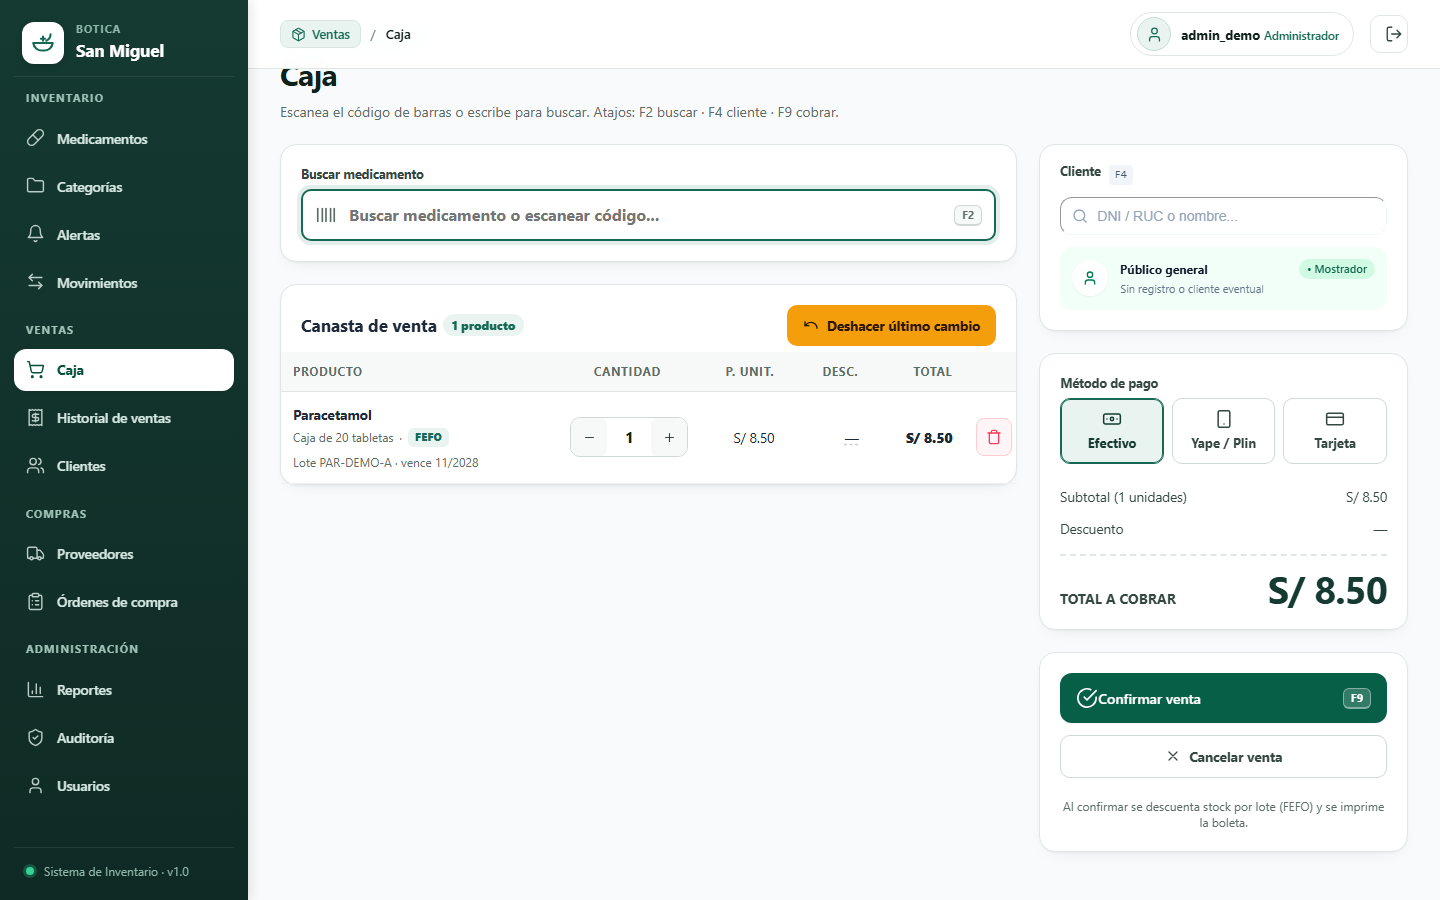 BOTICA
San Miguel
INVENTARIO
Medicamentos
Categorías
Alertas
Movimientos
VENTAS
Caja
Historial de ventas
Clientes
COMPRAS
Proveedores
Órdenes de compra
ADMINISTRACIÓN
Reportes
Auditoría
Usuarios
Sistema de Inventario · v1.0
Ventas / Caja
admin_demo Administrador
Caja
Escanea el código de barras o escribe para buscar. Atajos: F2 buscar · F4 cliente · F9 cobrar.
Buscar medicamento
Buscar medicamento o escanear código... F2
Canasta de venta 1 producto Deshacer último cambio
PRODUCTO CANTIDAD P. UNIT. DESC. TOTAL
Paracetamol
Caja de 20 tabletas · FEFO
Lote PAR-DEMO-A · vence 11/2028
− 1 + S/ 8.50 — S/ 8.50
Cliente F4
DNI / RUC o nombre...
Público general • Mostrador
Sin registro o cliente eventual
Método de pago
Efectivo Yape / Plin Tarjeta
Subtotal (1 unidades) S/ 8.50
Descuento —
TOTAL A COBRAR S/ 8.50
Confirmar venta F9
Cancelar venta
Al confirmar se descuenta stock por lote (FEFO) y se imprime
la boleta.